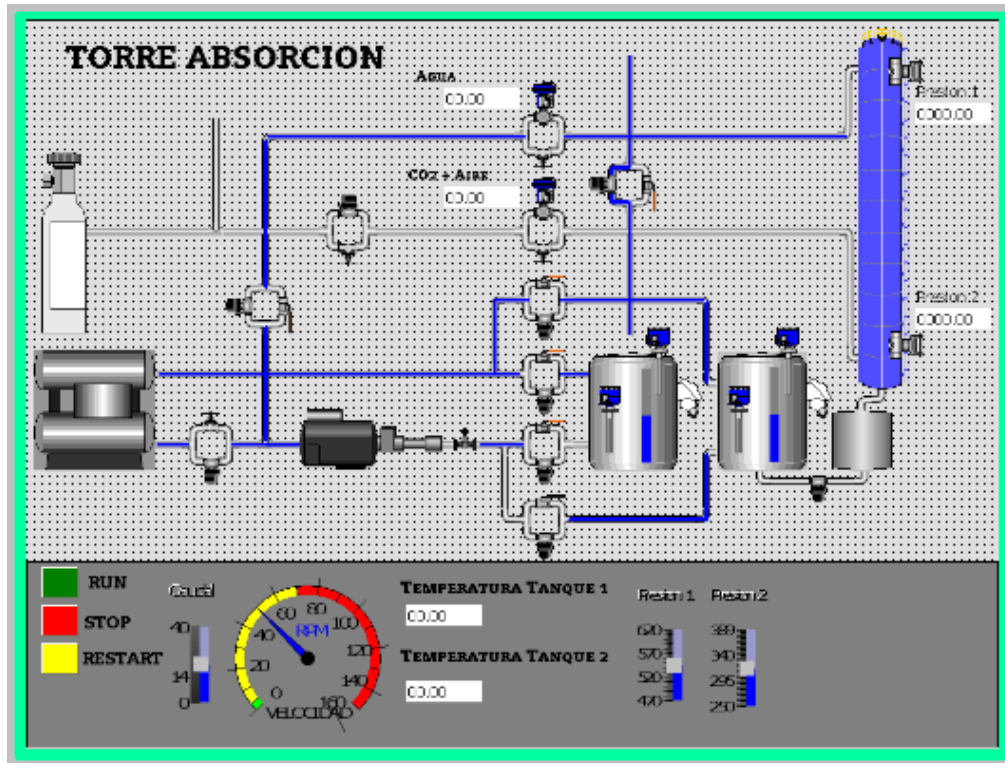 TORRE ABSORCION
AGUA
00.00
Presion 1
0000.00
CO2 + AIRE
00.00
Presion 2
0000.00
RUN
STOP
RESTART
Caudal
40
14
0
0
20
40
60
80
100
120
140
160
RPM
VELOCIDAD
TEMPERATURA TANQUE 1
00.00
TEMPERATURA TANQUE 2
00.00
Presion 1
620
570
520
470
Presion 2
389
340
295
250